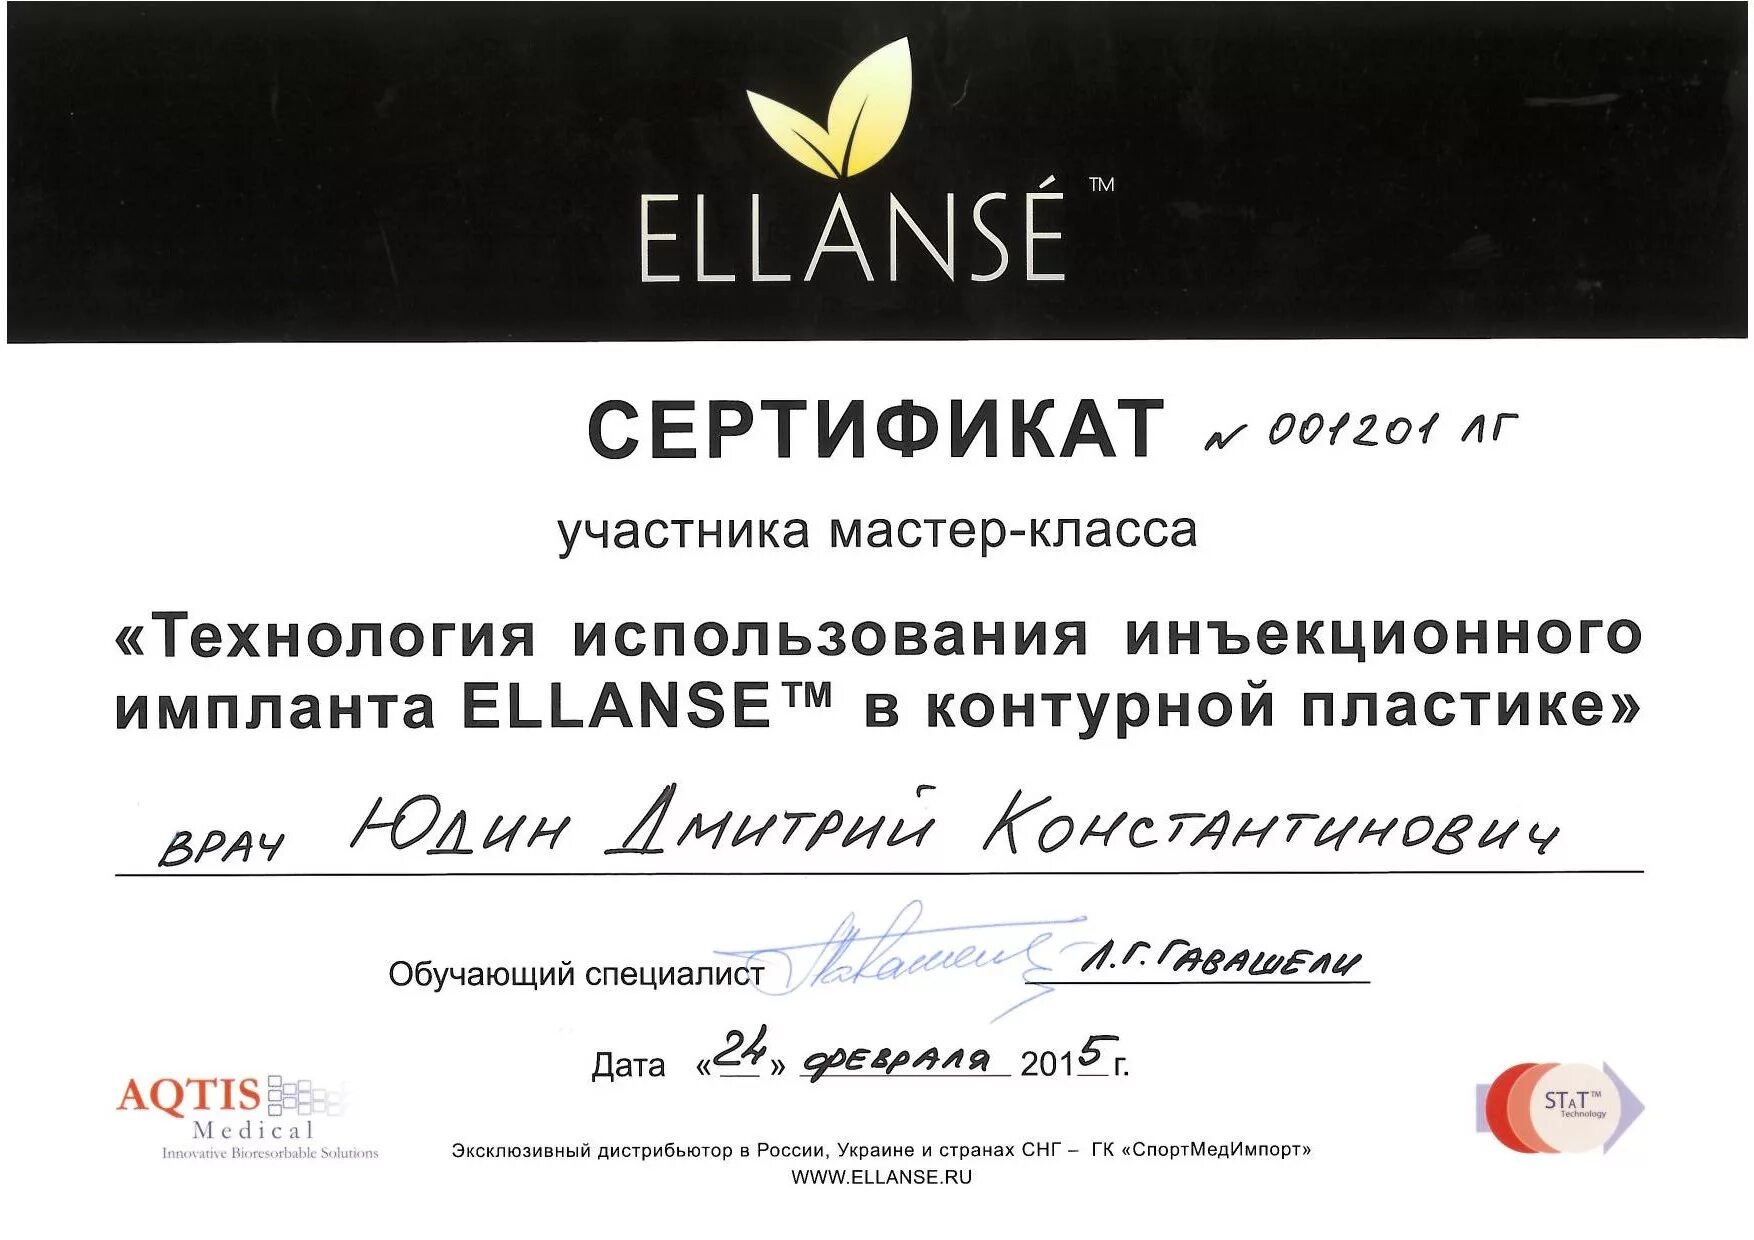 ELLANSÉ™
СЕРТИФИКАТ № 001201 ЛГ
участника мастер-класса
«Технология использования инъекционного
импланта ELLANSE™ в контурной пластике»
врач Юдин Дмитрий Константинович
Обучающий специалист Л.Г. Гавашели
Дата «24» февраля 2015 г.
AQTIS
Medical
Innovative Bioresorbable Solutions
STAT™
Technology
Эксклюзивный дистрибьютор в России, Украине и странах СНГ – ГК «СпортМедИмпорт»
WWW.ELLANSE.RU